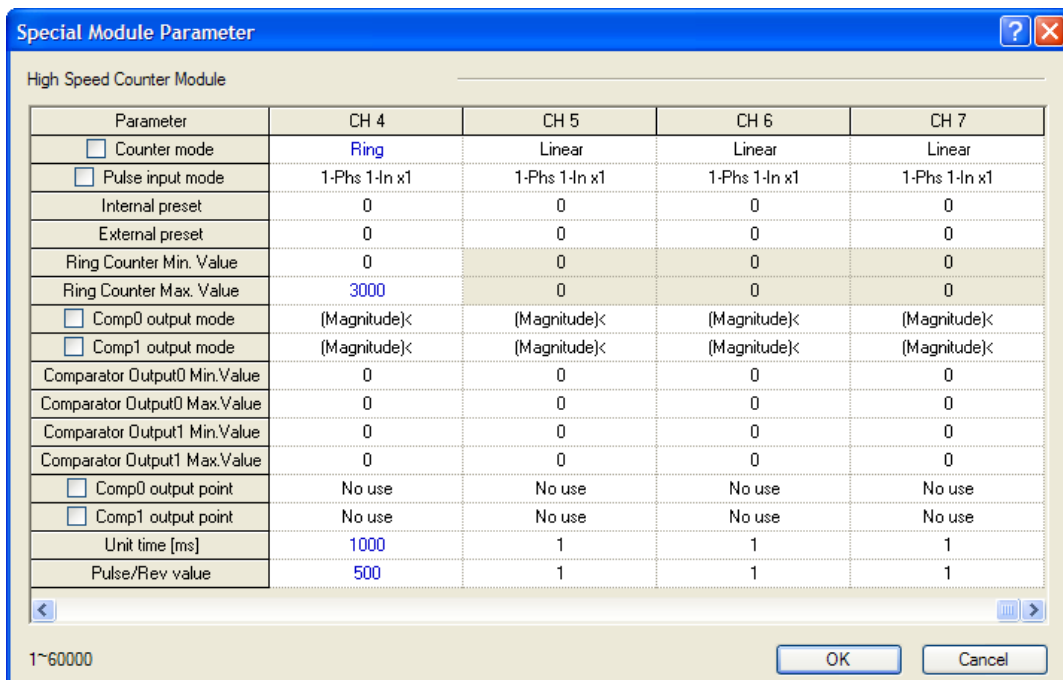 Special Module Parameter
High Speed Counter Module
Parameter CH 4 CH 5 CH 6 CH 7
Counter mode Ring Linear Linear Linear
Pulse input mode 1-Phs 1-In x1 1-Phs 1-In x1 1-Phs 1-In x1 1-Phs 1-In x1
Internal preset 0 0 0 0
External preset 0 0 0 0
Ring Counter Min. Value 0 0 0 0
Ring Counter Max. Value 3000 0 0 0
Comp0 output mode (Magnitude)< (Magnitude)< (Magnitude)< (Magnitude)<
Comp1 output mode (Magnitude)< (Magnitude)< (Magnitude)< (Magnitude)<
Comparator Output0 Min.Value 0 0 0 0
Comparator Output0 Max.Value 0 0 0 0
Comparator Output1 Min.Value 0 0 0 0
Comparator Output1 Max.Value 0 0 0 0
Comp0 output point No use No use No use No use
Comp1 output point No use No use No use No use
Unit time [ms] 1000 1 1 1
Pulse/Rev value 500 1 1 1
1~60000 OK Cancel